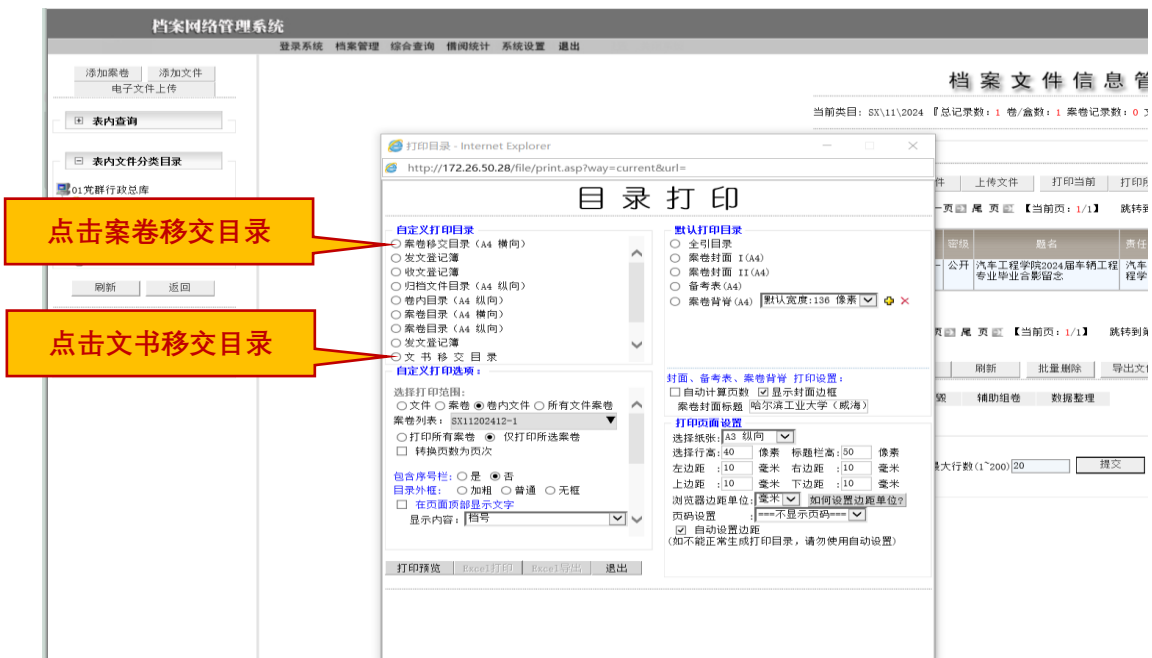 档案网络管理系统
登录系统 档案管理 综合查询 借阅统计 系统设置 退出
添加案卷 添加文件
电子文件上传
表内查询
表内文件分类目录
01党群行政总库
刷新 返回
点击案卷移交目录
点击文书移交目录
档案文件信息管
当前类目: SX\11\2024 『总记录数: 1 卷/盒数: 1 案卷记录数: 0 文
打印目录 - Internet Explorer
http://172.26.50.28/file/print.asp?way=current&url=
目录打印
自定义打印目录
案卷移交目录 (A4 横向)
发文登记簿
收文登记簿
归档文件目录 (A4 纵向)
卷内目录 (A4 纵向)
案卷目录 (A4 横向)
案卷目录 (A4 纵向)
发文登记簿
文 书 移 交 目 录
自定义打印选项:
选择打印范围:
文件 案卷 卷内文件 所有文件案卷
案卷列表: SX11202412-1
打印所有案卷 仅打印所选案卷
转换页数为页次
包含序号栏: 是 否
目录外框: 加粗 普通 无框
在页面顶部显示文字
显示内容: 档号
打印预览 Excel打印 Excel导出 退出
默认打印目录
全引目录
案卷封面 I(A4)
案卷封面 II(A4)
备考表(A4)
案卷背脊(A4) 默认宽度:136 像素
封面、备考表、案卷背脊 打印设置:
自动计算页数 显示封面边框
案卷封面标题 哈尔滨工业大学（威海）
打印页面设置
选择纸张: A3 纵向
选择行高: 40 像素 标题栏高: 50 像素
左边距 : 10 毫米 右边距 : 10 毫米
上边距 : 10 毫米 下边距 : 10 毫米
浏览器边距单位: 毫米 如何设置边距单位?
页码设置 : ===不显示页码===
自动设置边距
(如不能正常生成打印目录，请勿使用自动设置)
件 上传文件 打印当前 打印所
一页 尾 页 【当前页: 1/1】 跳转到
密级 题名 责任
公开 汽车工程学院2024届车辆工程专业毕业合影留念 汽车工程学
页 尾 页 【当前页: 1/1】 跳转到第
刷新 批量删除 导出文件
毁 辅助组卷 数据整理
最大行数(1~200) 20 提交